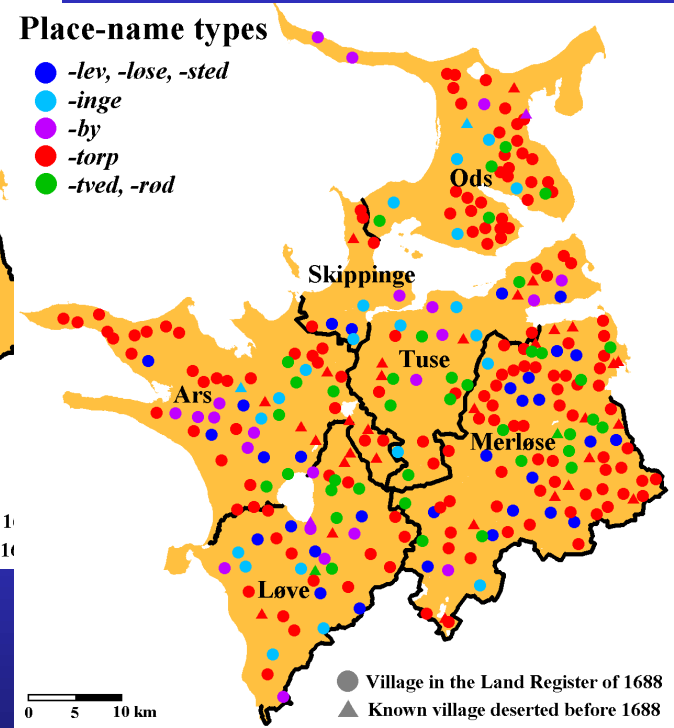 Place-name types
-lev, -løse, -sted
-inge
-by
-torp
-tved, -rød
Ods
Skippinge
Tuse
Ars
Merløse
Løve
Village in the Land Register of 1688
Known village deserted before 1688
0 5 10 km